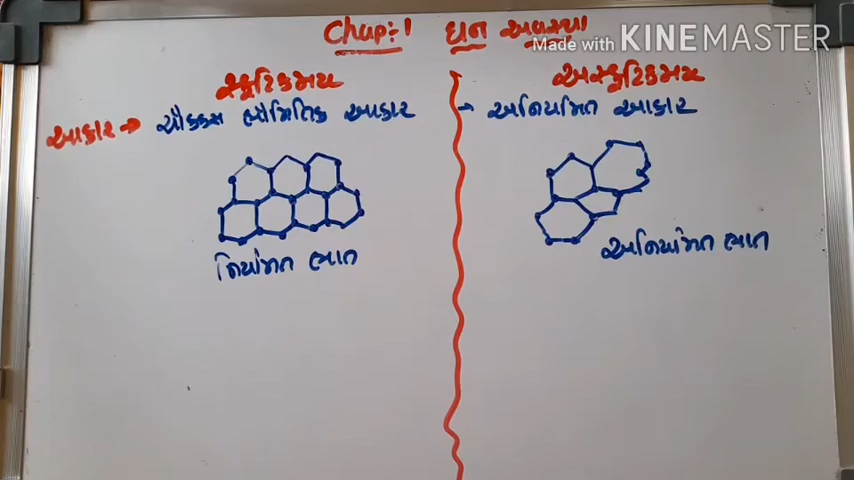 Chap:-1 ઘન અવસ્થા
Made with KINEMASTER
સ્ફટિકમય
અસ્ફટિકમય
આકાર → ચોક્કસ ભૌમિતિક આકાર
→ અનિયમિત આકાર
નિયમિત ભાત
અનિયમિત ભાત